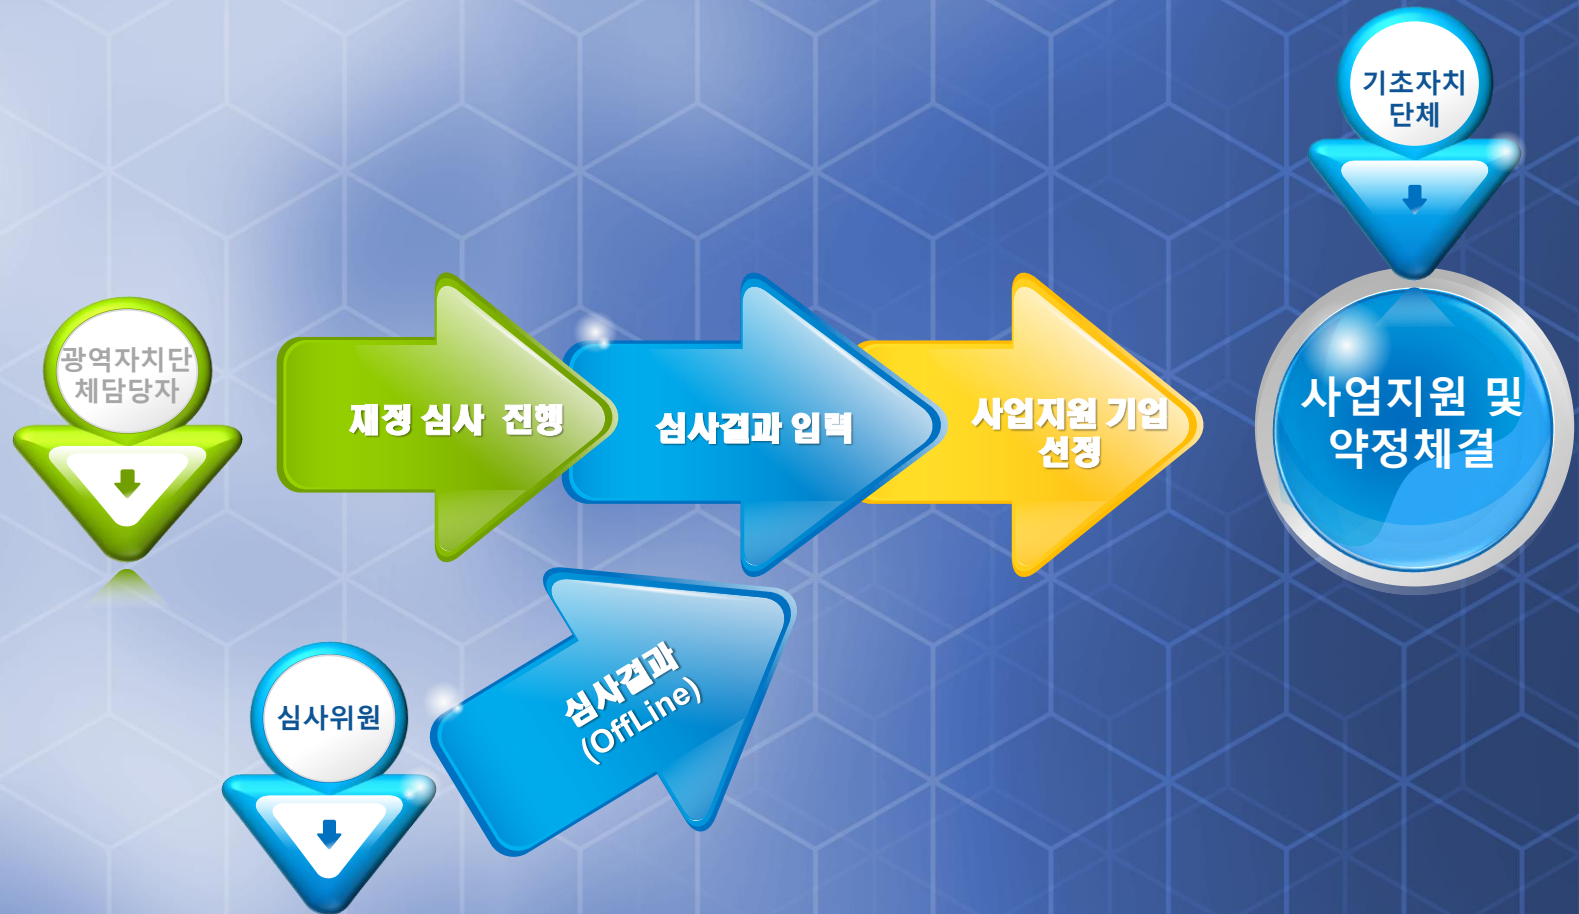 기초자치
단체
광역자치단
체담당자
재정 심사  진행
심사결과 입력
사업지원 기업
선정
사업지원 및
약정체결
심사위원
심사결과
(OffLine)